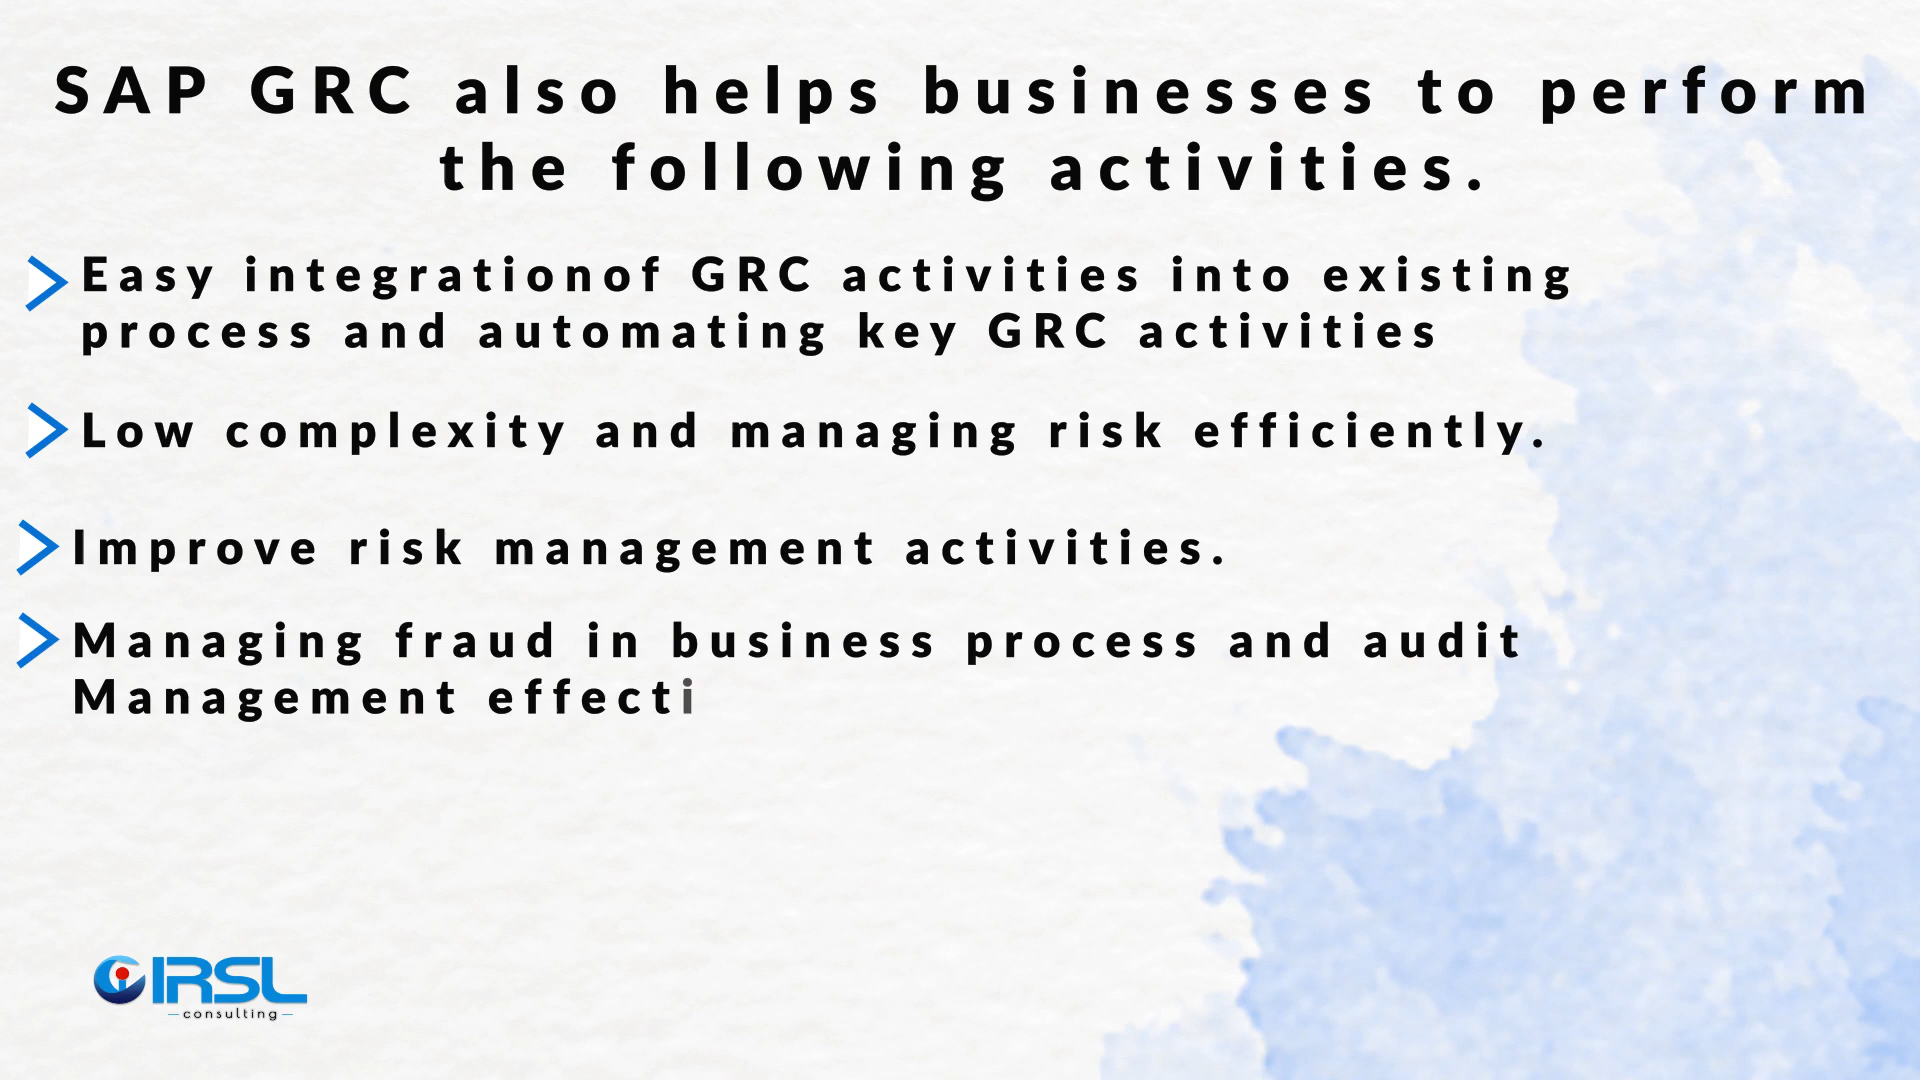 SAP GRC also helps businesses to perform
the following activities.
Easy integrationof GRC activities into existing
process and automating key GRC activities
Low complexity and managing risk efficiently.
Improve risk management activities.
Managing fraud in business process and audit
Management effecti
IRSL
consulting